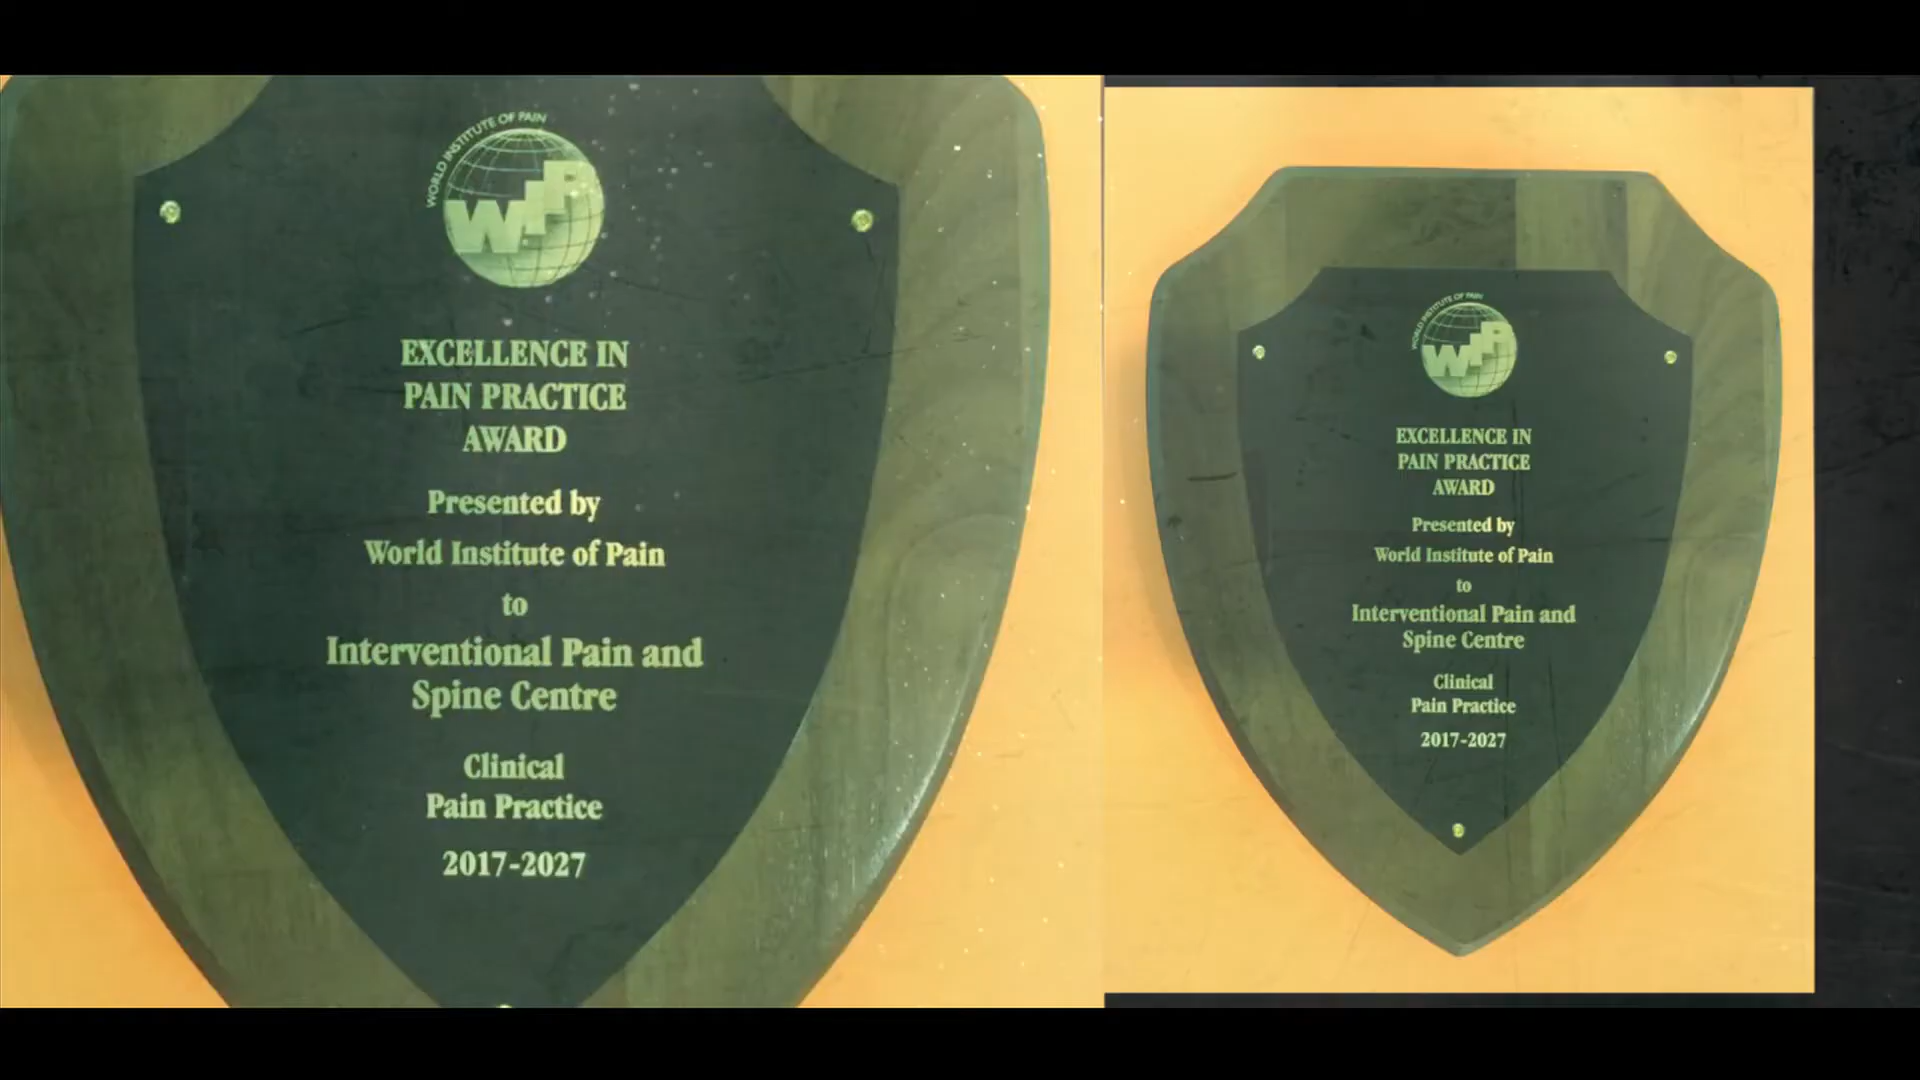 WORLD INSTITUTE OF PAIN
WIP
EXCELLENCE IN
PAIN PRACTICE
AWARD
Presented by
World Institute of Pain
to
Interventional Pain and
Spine Centre
Clinical
Pain Practice
2017-2027
WORLD INSTITUTE OF PAIN
WIP
EXCELLENCE IN
PAIN PRACTICE
AWARD
Presented by
World Institute of Pain
to
Interventional Pain and
Spine Centre
Clinical
Pain Practice
2017-2027